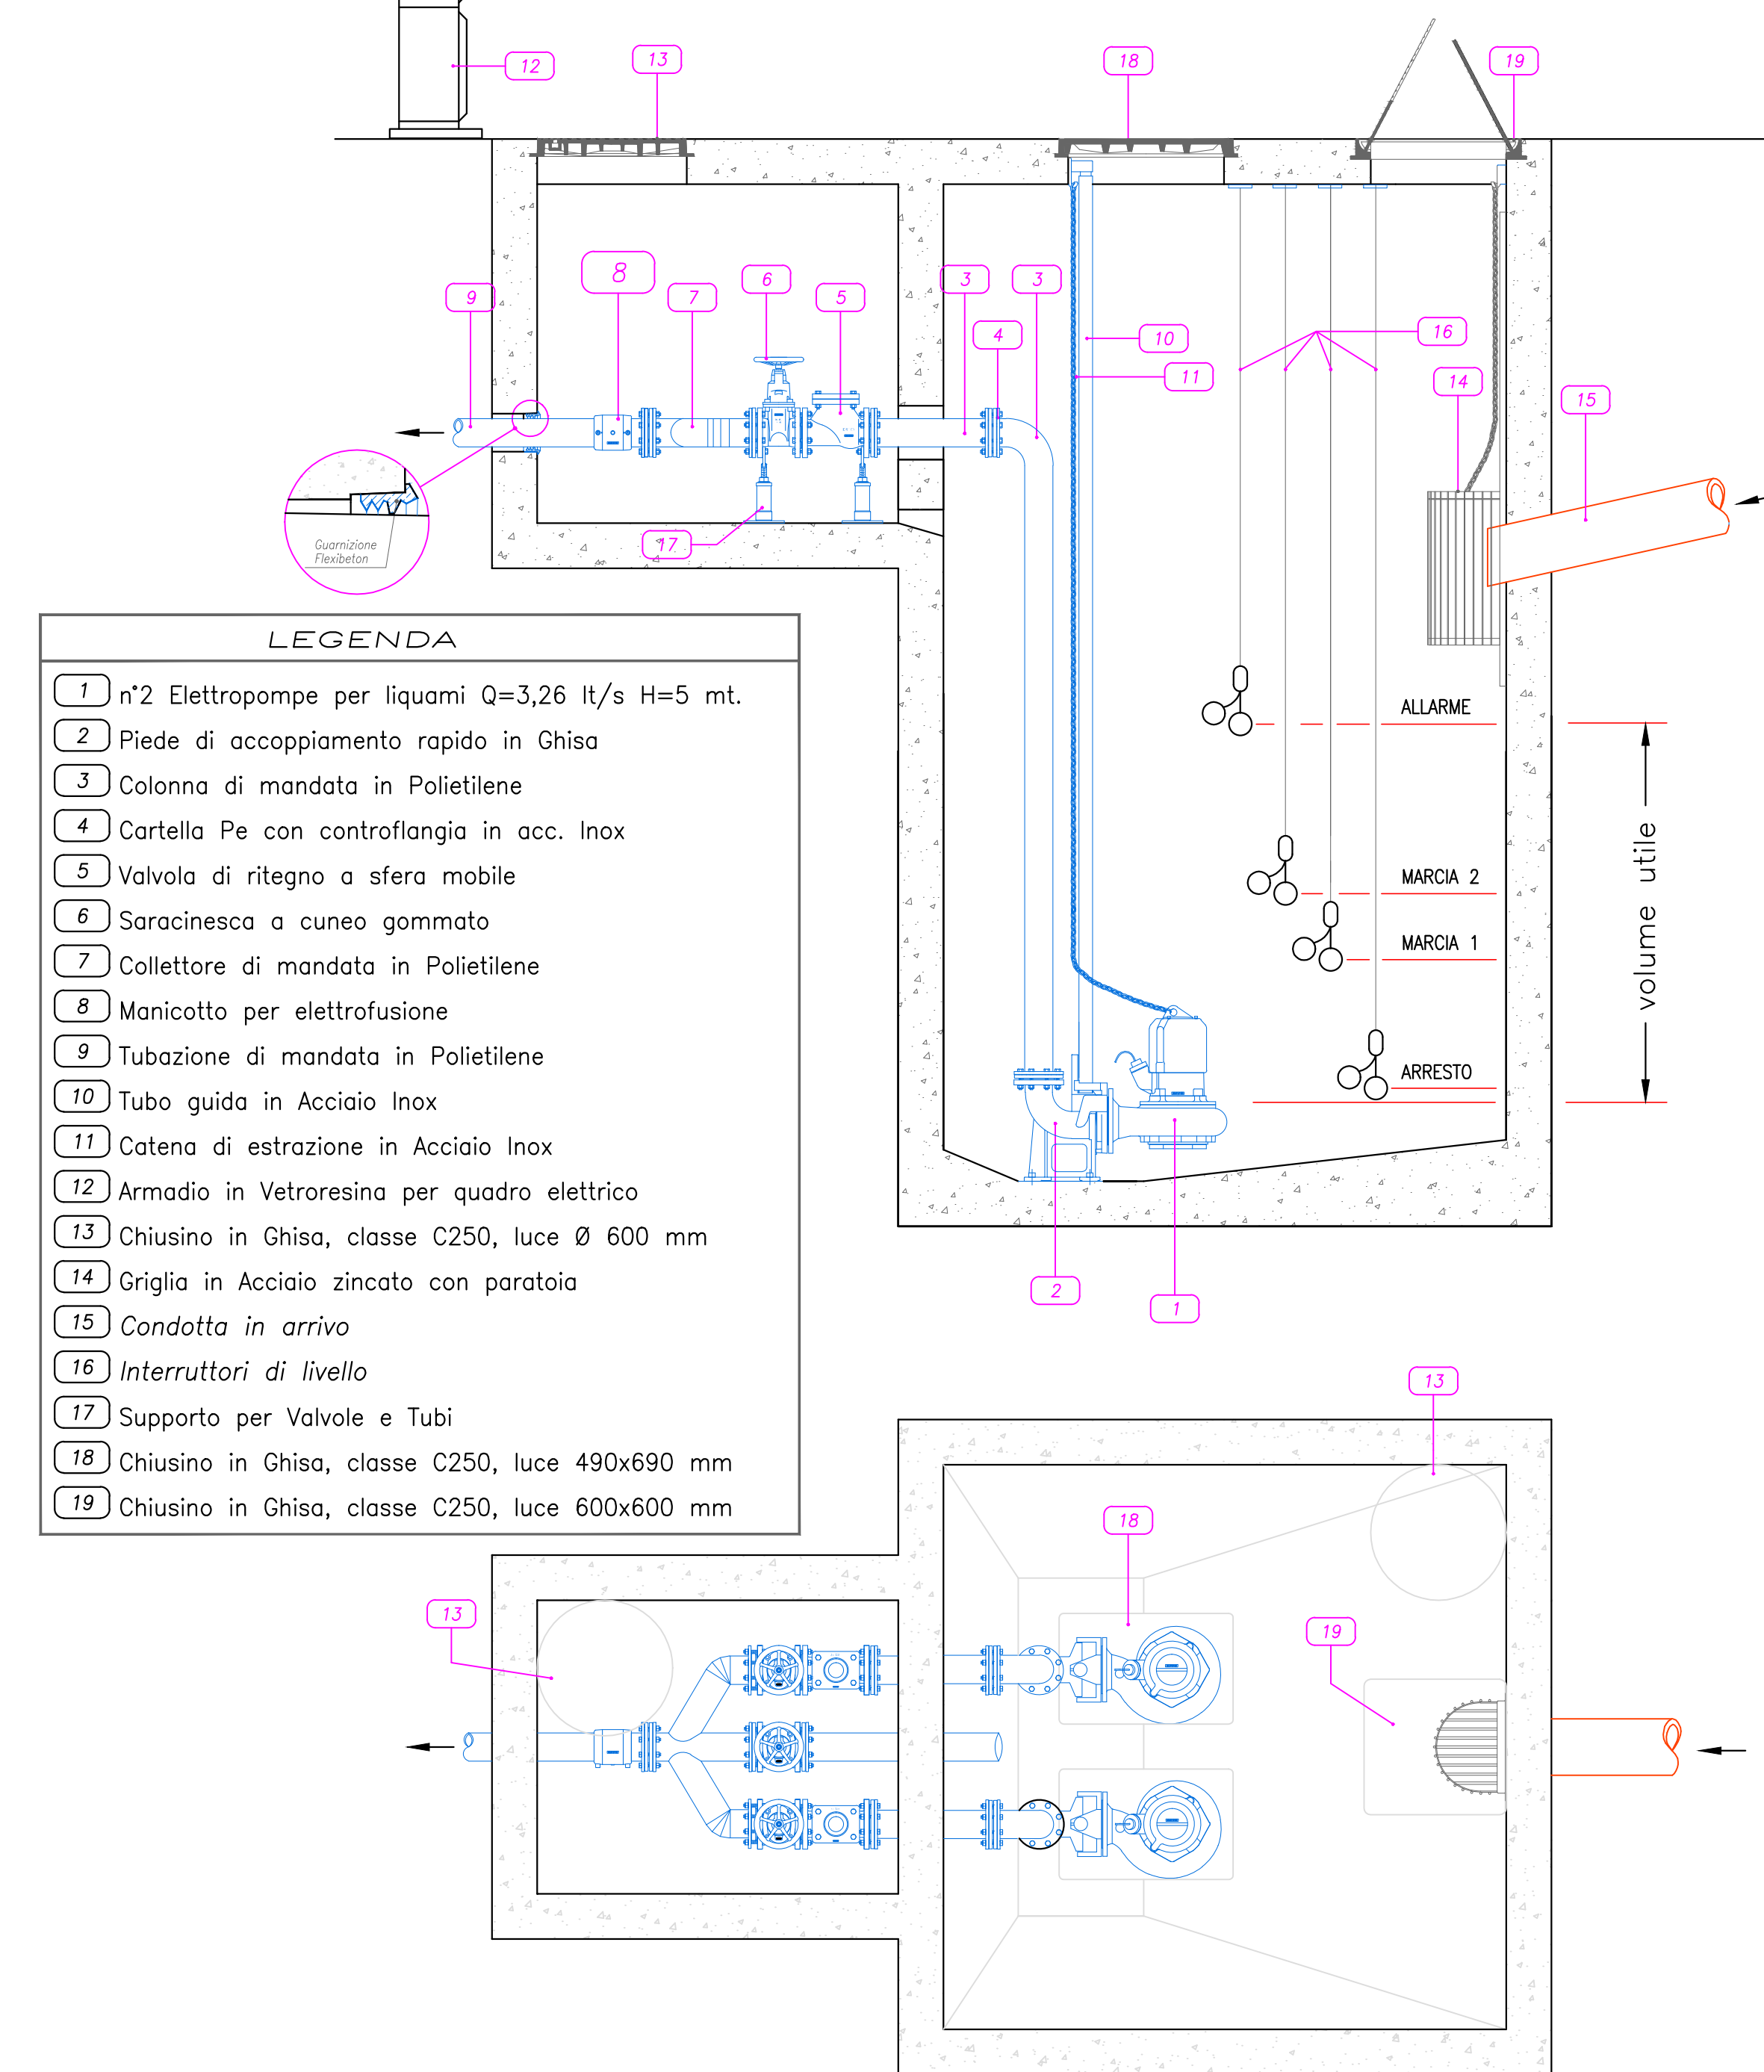 12
13
18
19
9
8
7
6
5
3
3
4
10
11
16
14
15
17
Guarnizione
Flexibeton
ALLARME
MARCIA 2
MARCIA 1
ARRESTO
volume utile
2
1
LEGENDA
1 n°2 Elettropompe per liquami Q=3,26 lt/s H=5 mt.
2 Piede di accoppiamento rapido in Ghisa
3 Colonna di mandata in Polietilene
4 Cartella Pe con controflangia in acc. Inox
5 Valvola di ritegno a sfera mobile
6 Saracinesca a cuneo gommato
7 Collettore di mandata in Polietilene
8 Manicotto per elettrofusione
9 Tubazione di mandata in Polietilene
10 Tubo guida in Acciaio Inox
11 Catena di estrazione in Acciaio Inox
12 Armadio in Vetroresina per quadro elettrico
13 Chiusino in Ghisa, classe C250, luce Ø 600 mm
14 Griglia in Acciaio zincato con paratoia
15 Condotta in arrivo
16 Interruttori di livello
17 Supporto per Valvole e Tubi
18 Chiusino in Ghisa, classe C250, luce 490x690 mm
19 Chiusino in Ghisa, classe C250, luce 600x600 mm
13
18
13
19